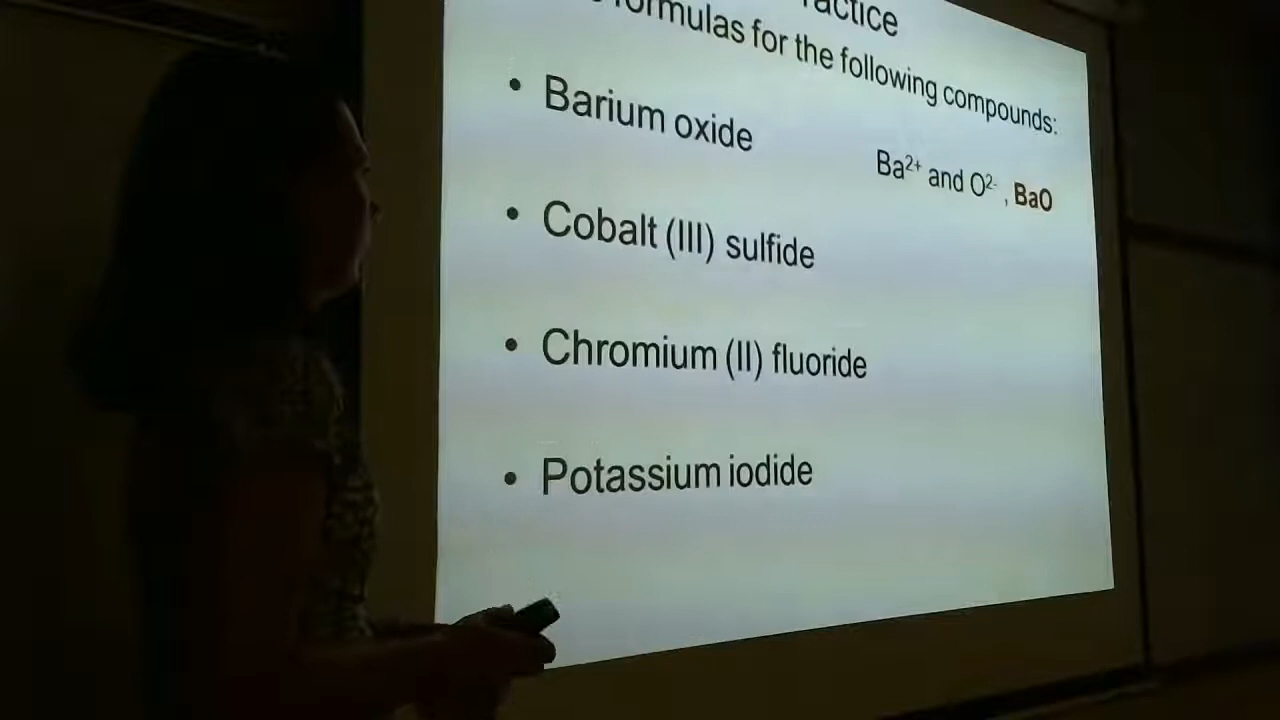 ractice
formulas for the following compounds:
• Barium oxide
Ba²⁺ and O²⁻ , BaO
• Cobalt (III) sulfide
• Chromium (II) fluoride
• Potassium iodide